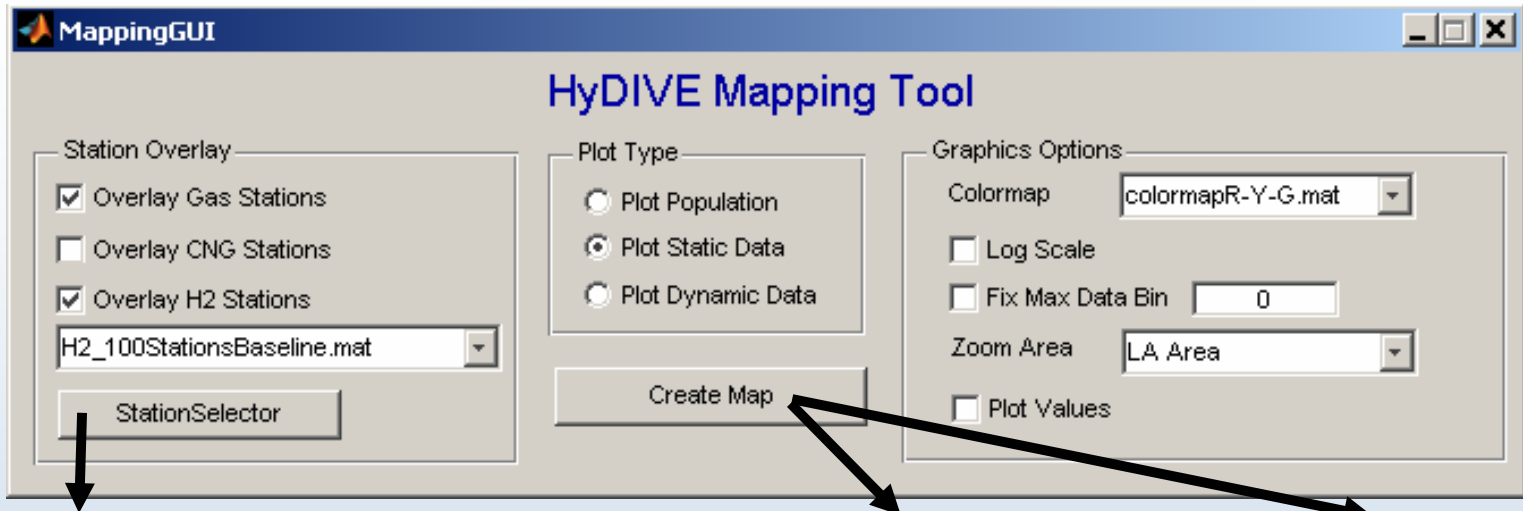 MappingGUI
HyDIVE Mapping Tool
Station Overlay
Overlay Gas Stations
Overlay CNG Stations
Overlay H2 Stations
H2_100StationsBaseline.mat
StationSelector
Plot Type
Plot Population
Plot Static Data
Plot Dynamic Data
Create Map
Graphics Options
Colormap colormapR-Y-G.mat
Log Scale
Fix Max Data Bin 0
Zoom Area LA Area
Plot Values